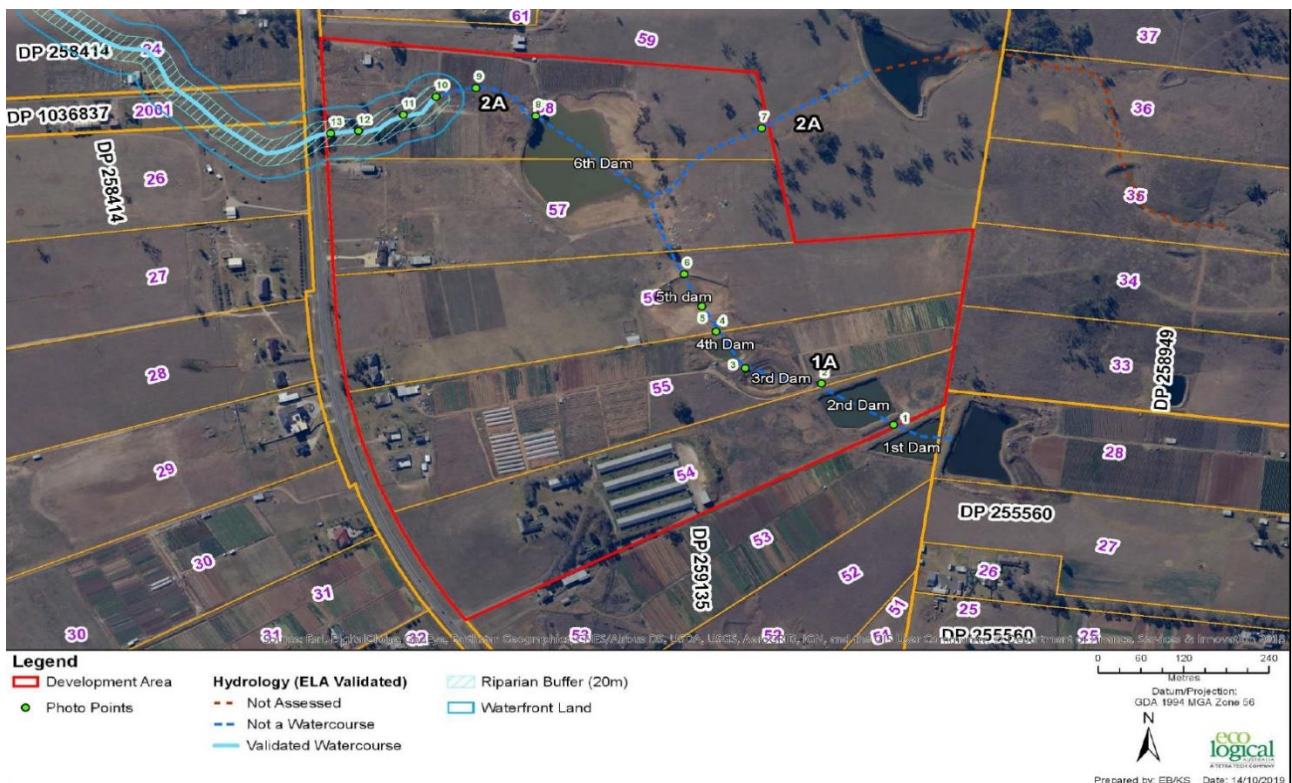 61
59
37
DP 258414
24
36
DP 1036837
2001
9
10
2A
8
11
13
12
7
2A
6th Dam
26
DP 258414
35
57
27
6
34
5th dam
5
4
4th Dam
1A
28
3
3rd Dam
55
33
DP 258949
2nd Dam
1
1st Dam
29
54
28
DP 255560
DP 259135
53
27
30
52
26
31
51
25
30
31
32
53
52
51
DP 255560
25
Legend
Development Area
Photo Points
Hydrology (ELA Validated)
Not Assessed
Not a Watercourse
Validated Watercourse
Riparian Buffer (20m)
Waterfront Land
0 60 120 240
Metres
Datum/Projection:
GDA 1994 MGA Zone 56
N
eco
logical
AUSTRALIA
A TETRA TECH COMPANY
Prepared by: EB/KS Date: 14/10/2019